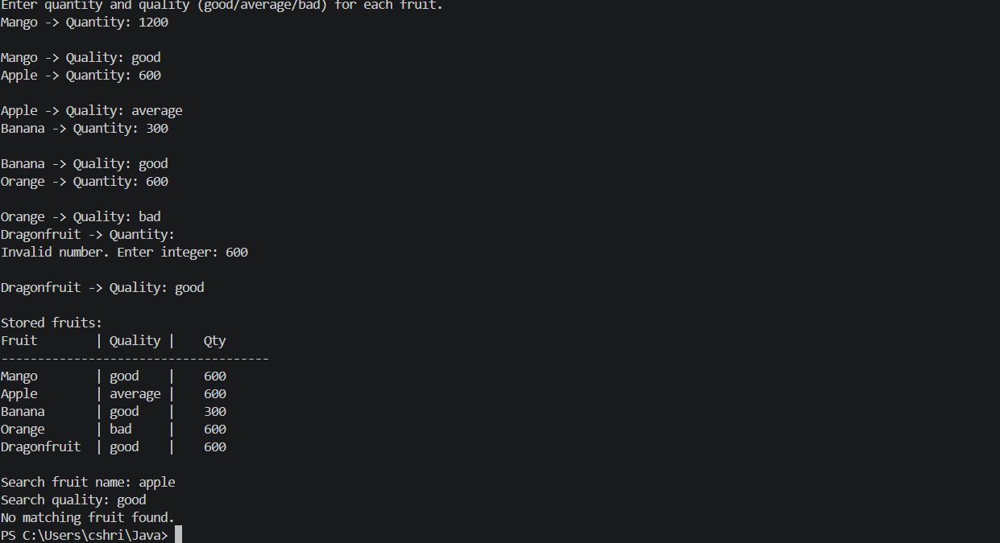 Enter quantity and quality (good/average/bad) for each fruit.
Mango -> Quantity: 1200
Mango -> Quality: good
Apple -> Quantity: 600
Apple -> Quality: average
Banana -> Quantity: 300
Banana -> Quality: good
Orange -> Quantity: 600
Orange -> Quality: bad
Dragonfruit -> Quantity:
Invalid number. Enter integer: 600
Dragonfruit -> Quality: good
Stored fruits:
Fruit        | Quality |    Qty
-------------------------------------
Mango        | good    |    600
Apple        | average |    600
Banana       | good    |    300
Orange       | bad     |    600
Dragonfruit  | good    |    600
Search fruit name: apple
Search quality: good
No matching fruit found.
PS C:\Users\cshri\Java>